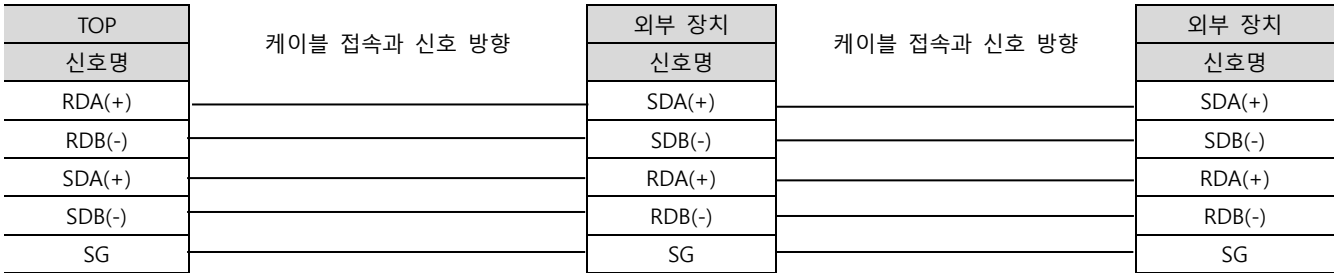 TOP 케이블 접속과 신호 방향 외부 장치 케이블 접속과 신호 방향 외부 장치
신호명 신호명 신호명
RDA(+) SDA(+) SDA(+)
RDB(-) SDB(-) SDB(-)
SDA(+) RDA(+) RDA(+)
SDB(-) RDB(-) RDB(-)
SG SG SG